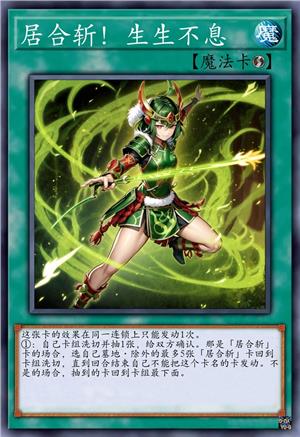 居合斩！生生不息
魔
【魔法卡】
这张卡的效果在同一连锁上只能发动1次。
①：自己卡组洗切并抽1张，给双方确认。那是「居合斩」
卡的场合，选自己墓地·除外的最多5张「居合斩」卡回到
卡组洗切，直到回合结束自己不能把这个卡名的卡发动。不
是的场合，抽到的卡回到卡组最下面。